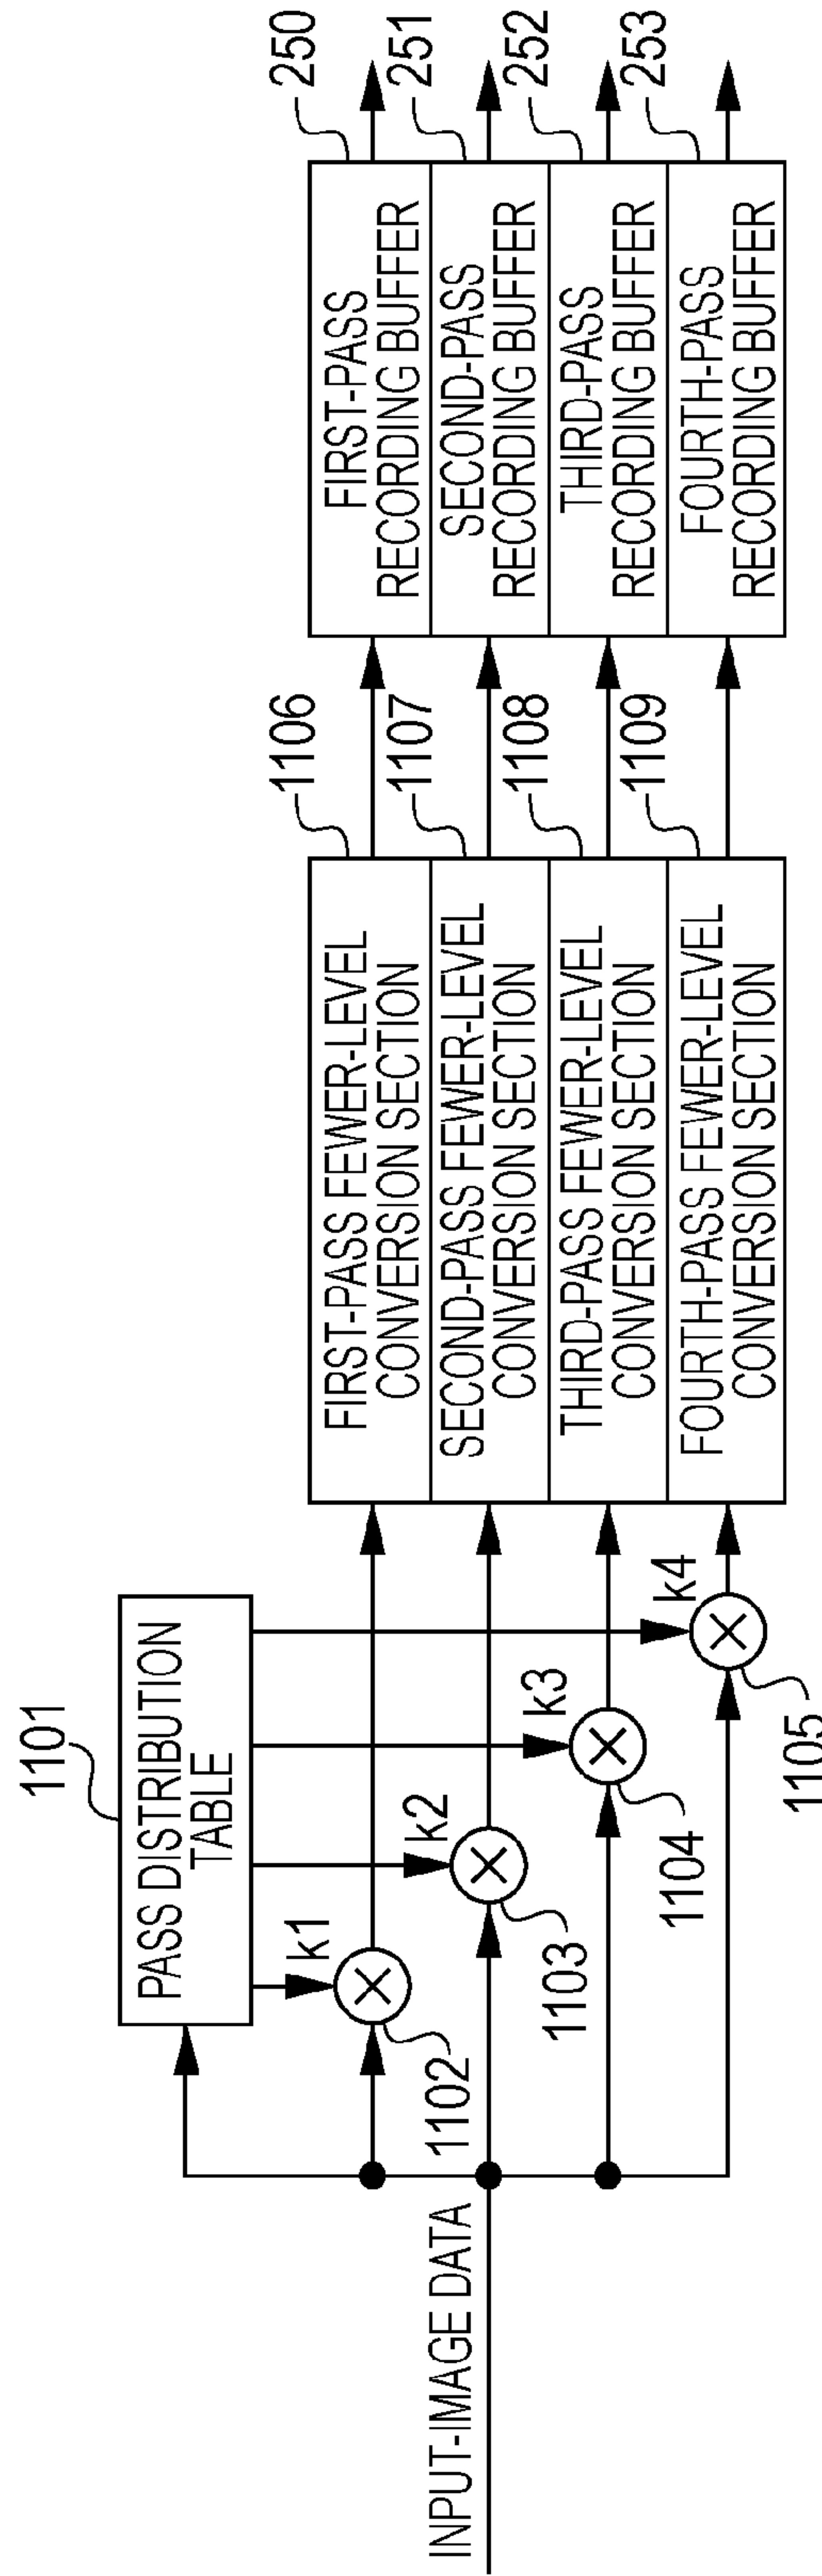 INPUT-IMAGE DATA
1101
PASS DISTRIBUTION
TABLE
k1
k2
k3
k4
1102
1103
1104
1105
1106
FIRST-PASS FEWER-LEVEL
CONVERSION SECTION
1107
SECOND-PASS FEWER-LEVEL
CONVERSION SECTION
1108
THIRD-PASS FEWER-LEVEL
CONVERSION SECTION
1109
FOURTH-PASS FEWER-LEVEL
CONVERSION SECTION
250
FIRST-PASS
RECORDING BUFFER
251
SECOND-PASS
RECORDING BUFFER
252
THIRD-PASS
RECORDING BUFFER
253
FOURTH-PASS
RECORDING BUFFER